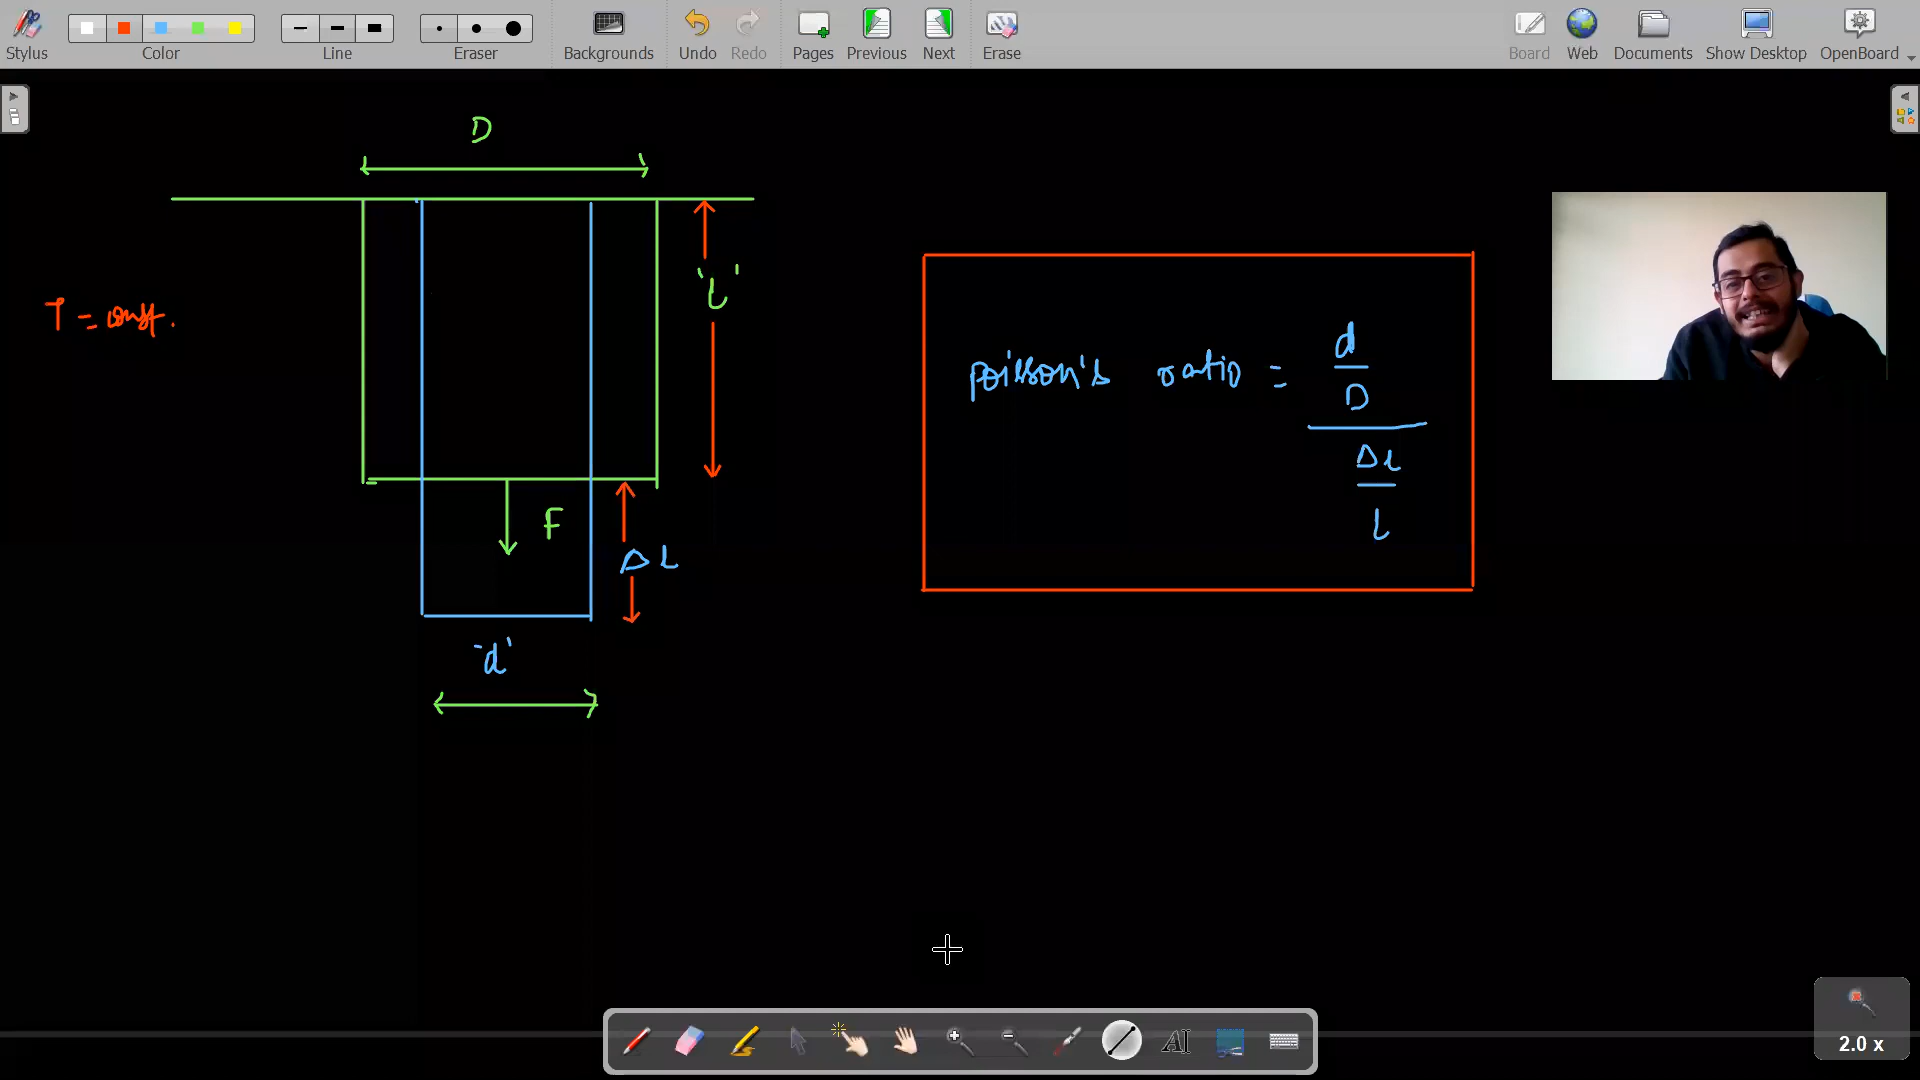 Stylus
Color
Line
Eraser
Backgrounds
Undo
Redo
Pages
Previous
Next
Erase
Board
Web
Documents
Show Desktop
OpenBoard
D
'L'
T = const.
F
ΔL
'd'
poisson's ratio =
d
D
ΔL
L
AI
2.0 x